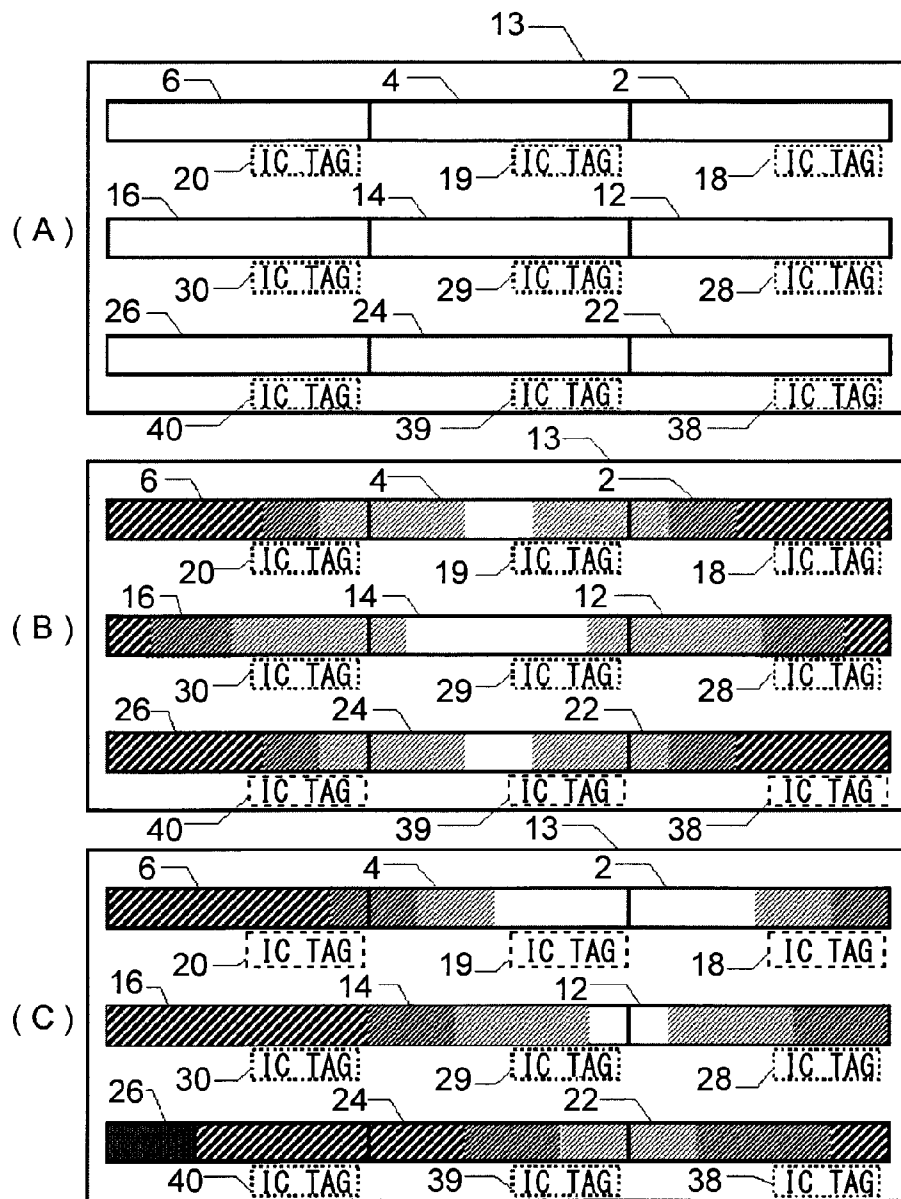 13
6 4 2
20 IC TAG 19 IC TAG 18 IC TAG
16 14 12
(A)
30 IC TAG 29 IC TAG 28 IC TAG
26 24 22
40 IC TAG 39 IC TAG 38 IC TAG
13
6 4 2
20 IC TAG 19 IC TAG 18 IC TAG
16 14 12
(B)
30 IC TAG 29 IC TAG 28 IC TAG
26 24 22
40 IC TAG 39 IC TAG 38 IC TAG
13
6 4 2
20 IC TAG 19 IC TAG 18 IC TAG
16 14 12
(C)
30 IC TAG 29 IC TAG 28 IC TAG
26 24 22
40 IC TAG 39 IC TAG 38 IC TAG